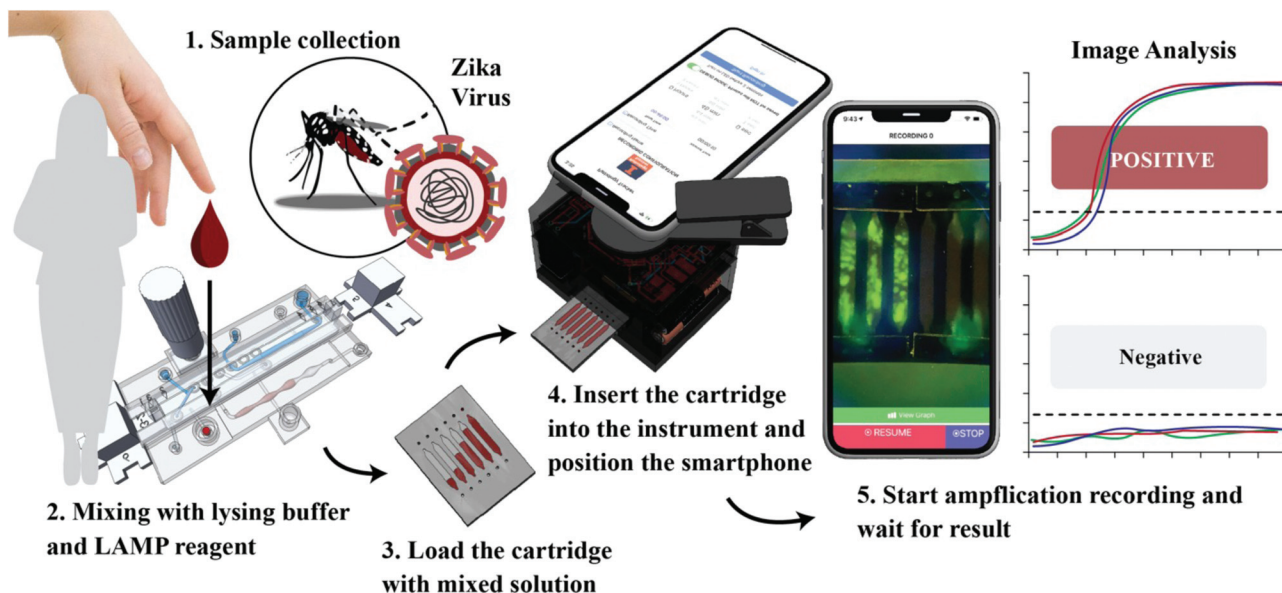 1. Sample collection
Zika
Virus
2. Mixing with lysing buffer
and LAMP reagent
3. Load the cartridge
with mixed solution
4. Insert the cartridge
into the instrument and
position the smartphone
9:43
RECORDING 0
View Graph
RESUME
STOP
5. Start ampflication recording and
wait for result
Image Analysis
POSITIVE
Negative